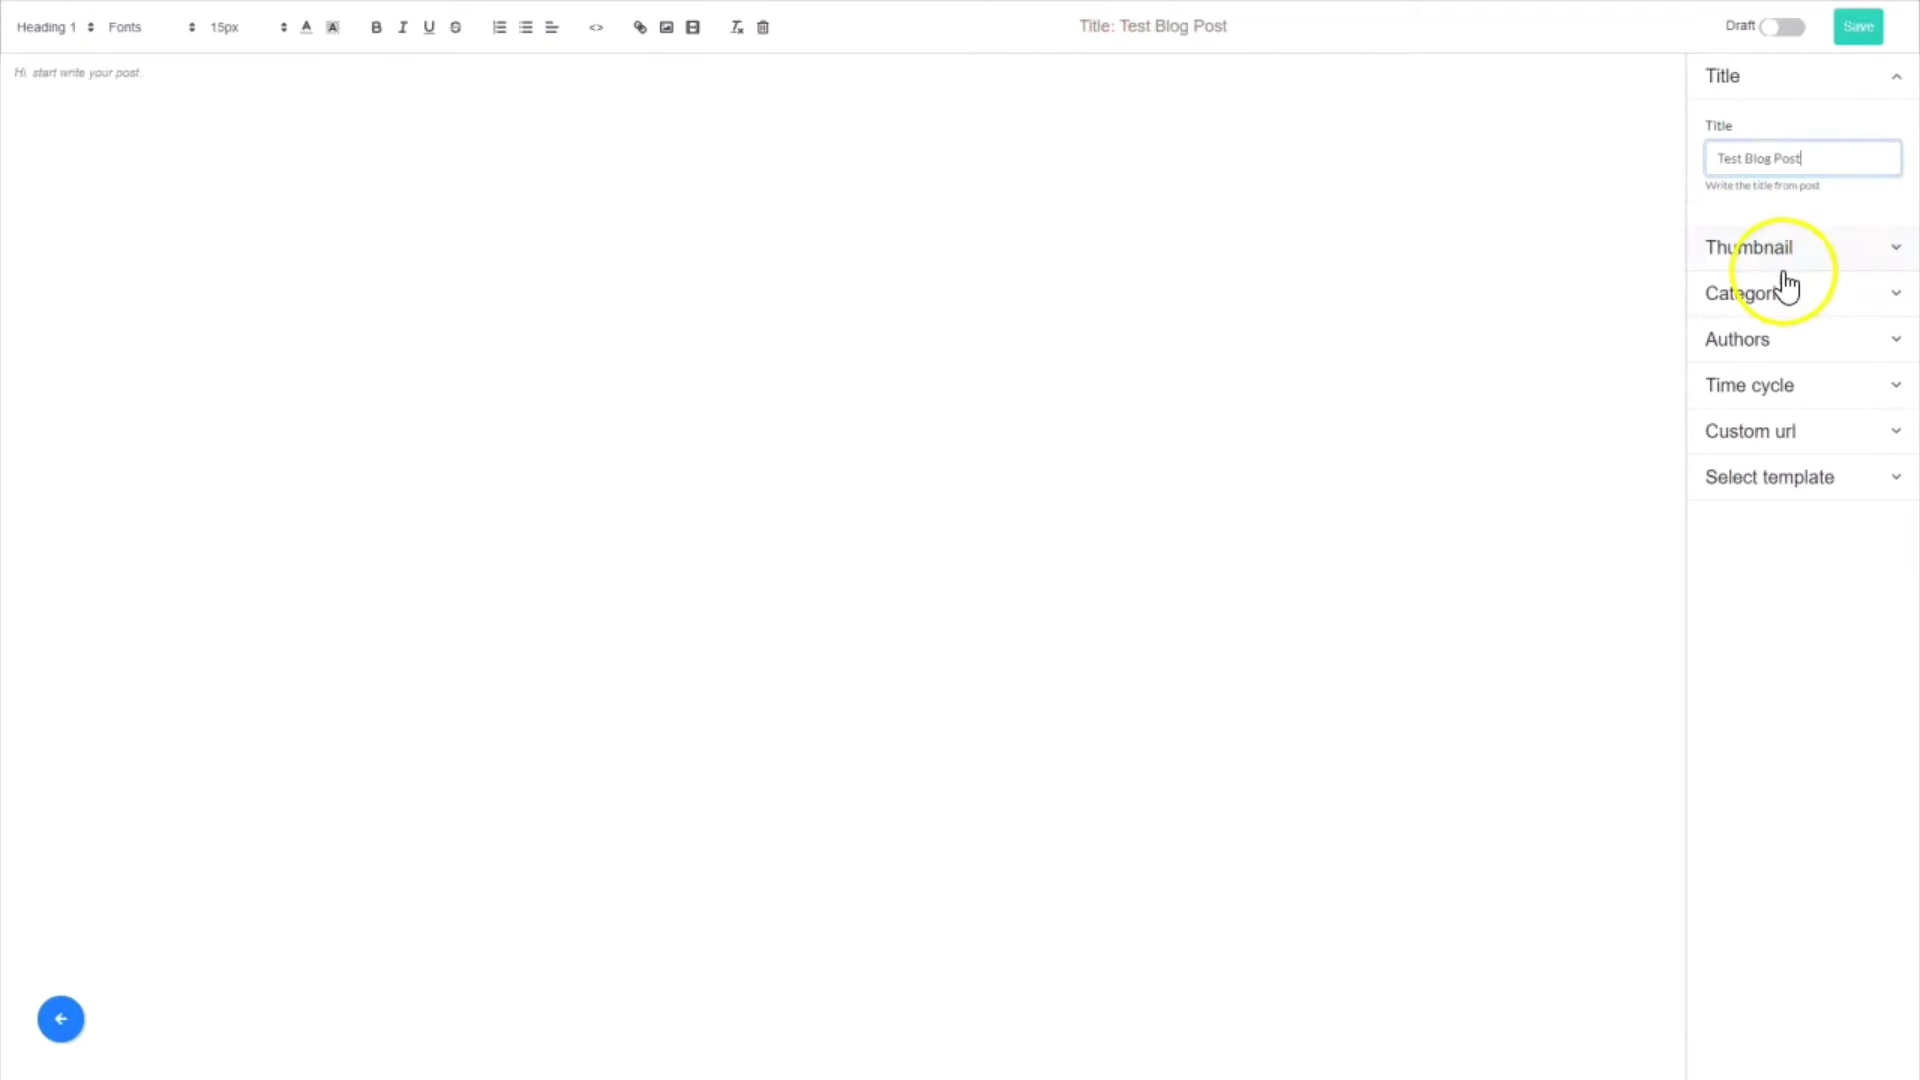 Heading 1 Fonts 15px Title: Test Blog Post Draft Save
Hi, start write your post.
Title
Title
Test Blog Post
Write the title from post
Thumbnail
Categori
Authors
Time cycle
Custom url
Select template